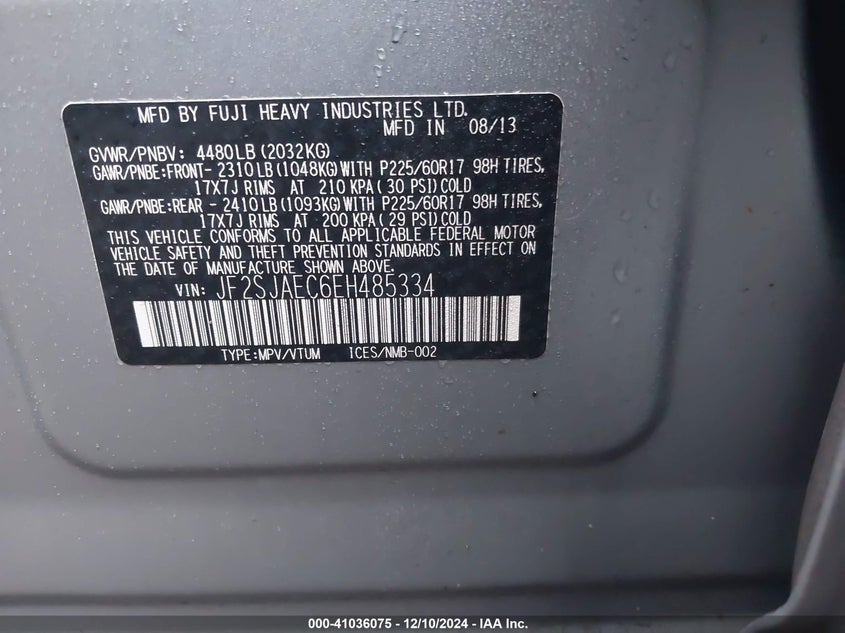 MFD BY FUJI HEAVY INDUSTRIES LTD.
MFD IN 08/13
GVWR/PNBV: 4480LB (2032KG)
GAWR/PNBE:FRONT- 2310LB (1048KG) WITH P225/60R17 98H TIRES,
17X7J RIMS AT 210 KPA ( 30 PSI) COLD
GAWR/PNBE:REAR - 2410LB (1093KG) WITH P225/60R17 98H TIRES,
17X7J RIMS AT 200 KPA ( 29 PSI) COLD
THIS VEHICLE CONFORMS TO ALL APPLICABLE FEDERAL MOTOR
VEHICLE SAFETY AND THEFT PREVENTION STANDARDS IN EFFECT ON
THE DATE OF MANUFACTURE SHOWN ABOVE.
VIN: JF2SJAEC6EH485334
TYPE:MPV/VTUM ICES/NMB-002
000-41036075 - 12/10/2024 - IAA Inc.